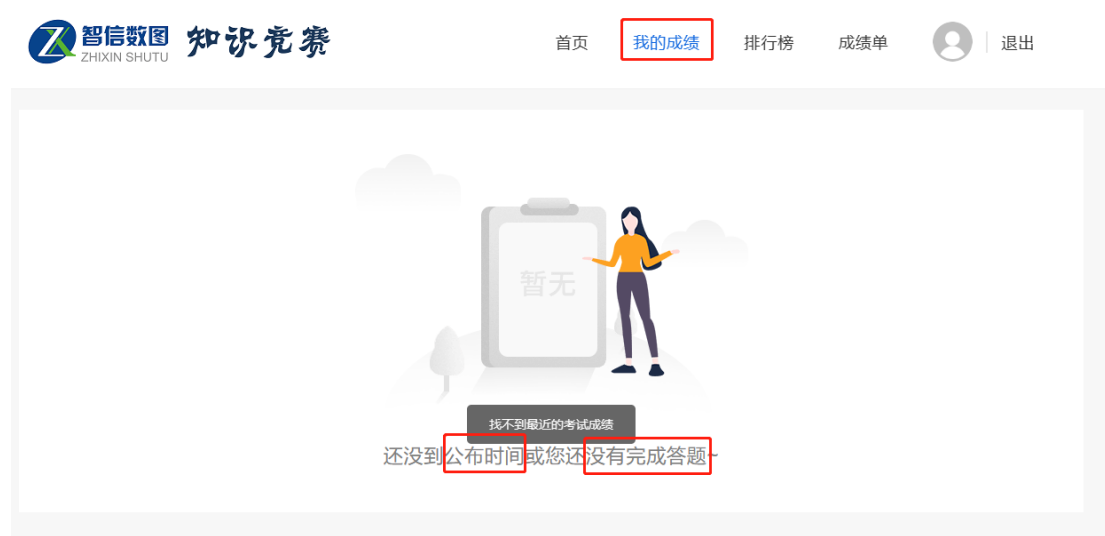 智信数图 知识竞赛 首页 我的成绩 排行榜 成绩单 退出
ZHIXIN SHUTU
暂无
找不到最近的考试成绩
还没到公布时间或您还没有完成答题~